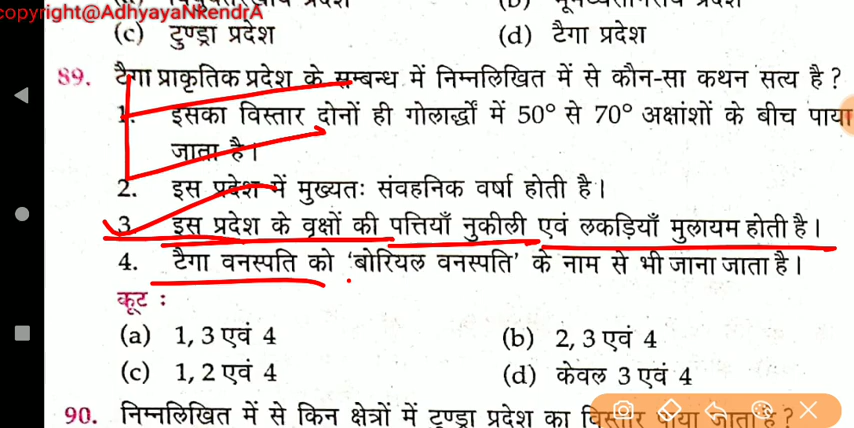 copyright@AdhyayaNkendrA
(c) टुण्ड्रा प्रदेश (d) टैगा प्रदेश
89. टैगा प्राकृतिक प्रदेश के सम्बन्ध में निम्नलिखित में से कौन-सा कथन सत्य है ?
1. इसका विस्तार दोनों ही गोलार्द्धों में 50° से 70° अक्षांशों के बीच पाया
जाता है।
2. इस प्रदेश में मुख्यतः संवहनिक वर्षा होती है।
3. इस प्रदेश के वृक्षों की पत्तियाँ नुकीली एवं लकड़ियाँ मुलायम होती है।
4. टैगा वनस्पति को ‘बोरियल वनस्पति’ के नाम से भी जाना जाता है।
कूट :
(a) 1, 3 एवं 4 (b) 2, 3 एवं 4
(c) 1, 2 एवं 4 (d) केवल 3 एवं 4
90. निम्नलिखित में से किन क्षेत्रों में टुण्ड्रा प्रदेश का विस्तार पाया जाता है ?